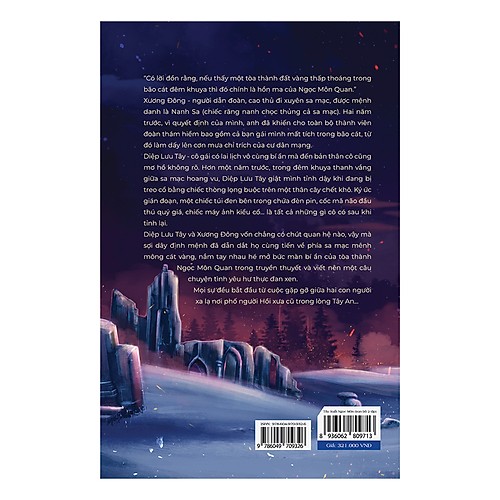 “Có lời đồn rằng, nếu thấy một tòa thành đất vàng thấp thoáng trong
bão cát đêm khuya thì đó chính là hồn ma của Ngọc Môn Quan.”
Xương Đông - người dẫn đoàn, cao thủ đi xuyên sa mạc, được mệnh
danh là Nanh Sa (chiếc răng nanh chọc thủng cả sa mạc). Hai năm
trước, vì quyết định của mình, anh đã khiến cho toàn bộ thành viên
đoàn thám hiểm bao gồm cả bạn gái mình mất tích trong bão cát, từ
đó làm dấy lên cơn mưa chỉ trích của cư dân mạng.
Diệp Lưu Tây - cô gái có lai lịch vô cùng bí ẩn mà đến bản thân cô cũng
mơ hồ không rõ. Hơn một năm trước, trong đêm khuya thanh vắng
giữa sa mạc hoang vu, Diệp Lưu Tây giật mình tỉnh dậy khi đang bị
treo cổ bằng chiếc thòng lọng buộc trên một thân cây chết khô. Ký ức
gián đoạn, một chiếc túi đen bên trong chứa đèn pin, cốc mã não đầu
thú quý giá, chiếc máy ảnh kiểu cổ... là tất cả những gì cô có sau khi
tỉnh lại.
Diệp Lưu Tây và Xương Đông vốn chẳng có chút quan hệ nào, vậy mà
sợi dây định mệnh đã dẫn dắt họ cùng tiến về phía sa mạc mênh
mông cát vàng, nắm tay nhau hé mở bức màn bí ẩn của tòa thành
Ngọc Môn Quan trong truyền thuyết và viết nên một câu
chuyện tình yêu hư thực đan xen.
Mọi sự đều bắt đầu từ cuộc gặp gỡ giữa hai con người
xa lạ nơi phố người Hồi xưa cũ trong lòng Tây An...
9 786049 709326
8 936062 809713
Giá: 321.000 VNĐ